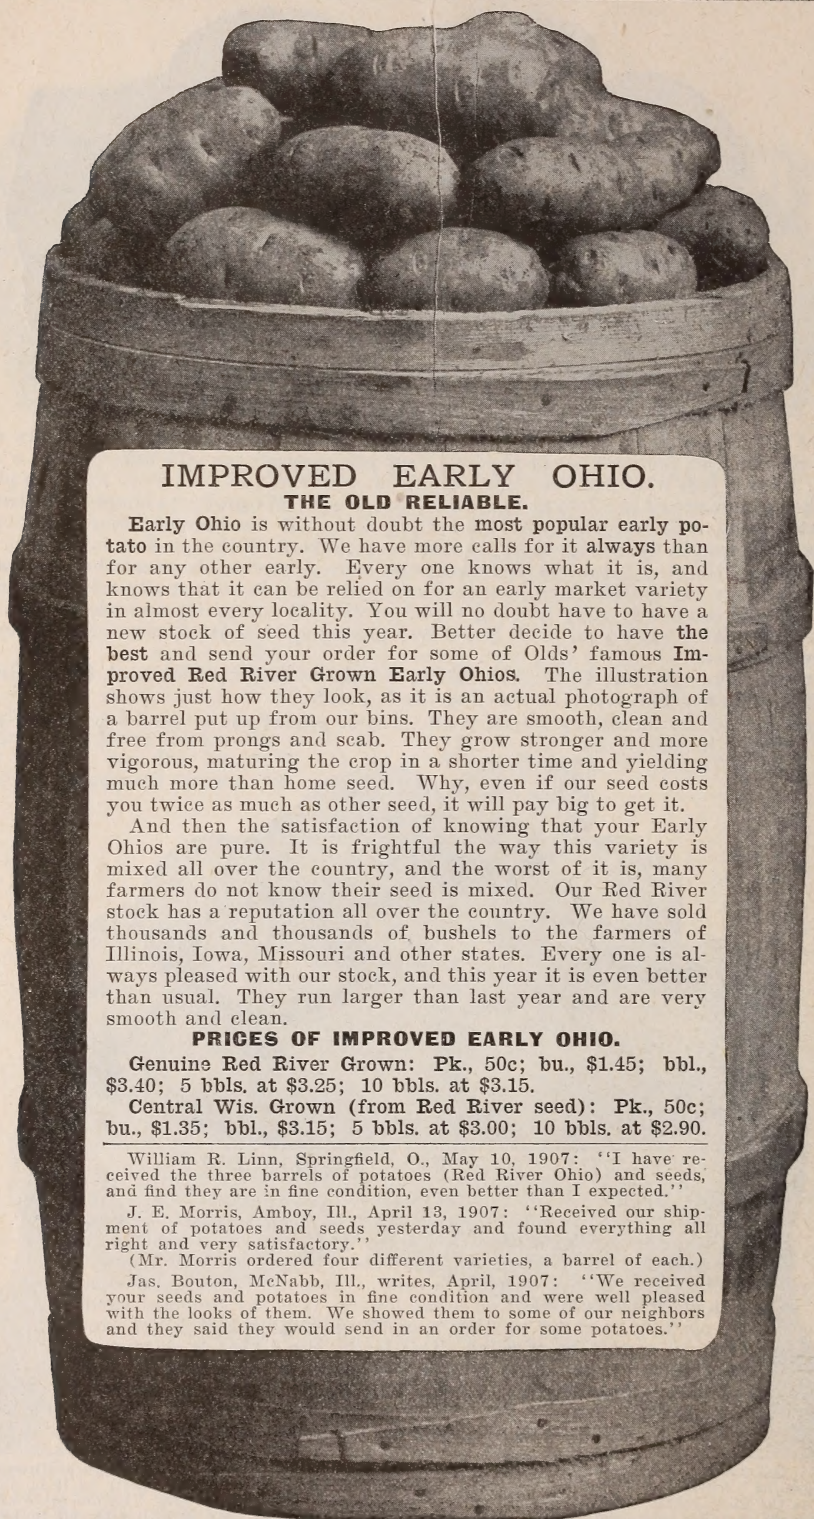 IMPROVED EARLY OHIO.
THE OLD RELIABLE.
Early Ohio is without doubt the most popular early po-
tato in the country. We have more calls for it always than
for any other early. Every one knows what it is, and
knows that it can be relied on for an early market variety
in almost every locality. You will no doubt have to have a
new stock of seed this year. Better decide to have the
best and send your order for some of Olds' famous Im-
proved Red River Grown Early Ohios. The illustration
shows just how they look, as it is an actual photograph of
a barrel put up from our bins. They are smooth, clean and
free from prongs and scab. They grow stronger and more
vigorous, maturing the crop in a shorter time and yielding
much more than home seed. Why, even if our seed costs
you twice as much as other seed, it will pay big to get it.
And then the satisfaction of knowing that your Early
Ohios are pure. It is frightful the way this variety is
mixed all over the country, and the worst of it is, many
farmers do not know their seed is mixed. Our Red River
stock has a reputation all over the country. We have sold
thousands and thousands of bushels to the farmers of
Illinois, Iowa, Missouri and other states. Every one is al-
ways pleased with our stock, and this year it is even better
than usual. They run larger than last year and are very
smooth and clean.
PRICES OF IMPROVED EARLY OHIO.
Genuine Red River Grown: Pk., 50c; bu., $1.45; bbl.,
$3.40; 5 bbls. at $3.25; 10 bbls. at $3.15.
Central Wis. Grown (from Red River seed): Pk., 50c;
bu., $1.35; bbl., $3.15; 5 bbls. at $3.00; 10 bbls. at $2.90.
William R. Linn, Springfield, O., May 10, 1907: "I have re-
ceived the three barrels of potatoes (Red River Ohio) and seeds,
and find they are in fine condition, even better than I expected."
J. E. Morris, Amboy, Ill., April 13, 1907: "Received our ship-
ment of potatoes and seeds yesterday and found everything all
right and very satisfactory."
(Mr. Morris ordered four different varieties, a barrel of each.)
Jas. Bouton, McNabb, Ill., writes, April, 1907: "We received
your seeds and potatoes in fine condition and were well pleased
with the looks of them. We showed them to some of our neighbors
and they said they would send in an order for some potatoes."